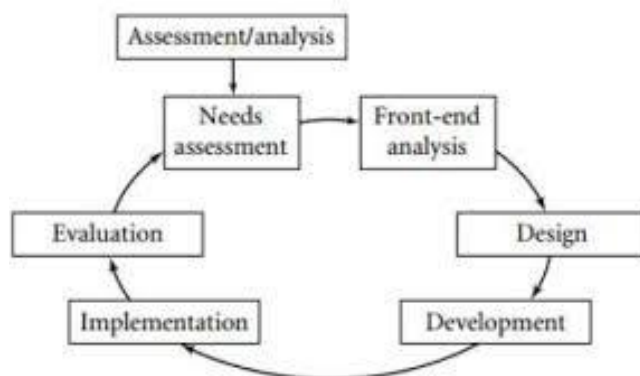 Assessment/analysis
Needs
assessment
Front-end
analysis
Evaluation
Design
Implementation
Development